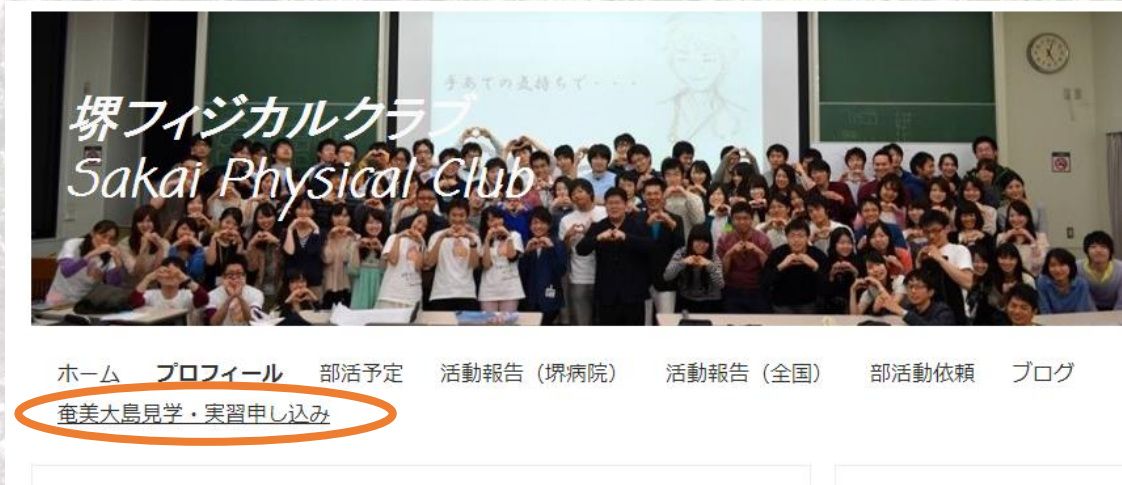 手あての気持ちで・・・
堺フィジカルクラブ
Sakai Physical Club
ホーム プロフィール 部活予定 活動報告（堺病院） 活動報告（全国） 部活動依頼 ブログ
奄美大島見学・実習申し込み